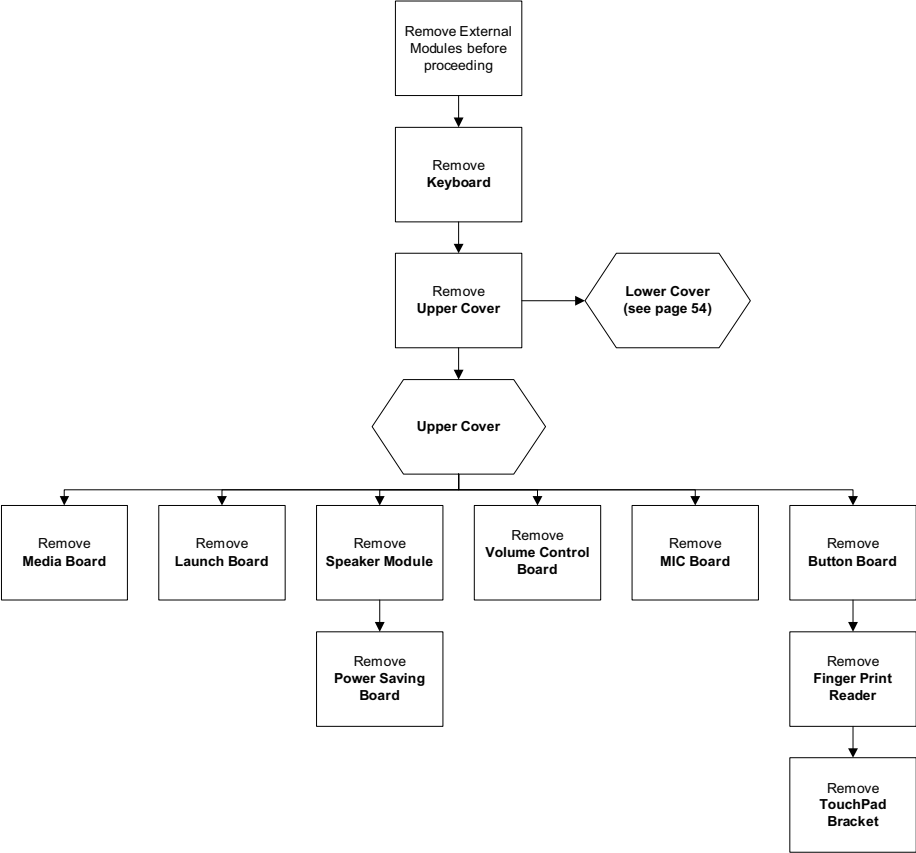 Remove External
Modules before
proceeding
Remove
Keyboard
Remove
Upper Cover
Lower Cover
(see page 54)
Upper Cover
Remove
Media Board
Remove
Launch Board
Remove
Speaker Module
Remove
Volume Control
Board
Remove
MIC Board
Remove
Button Board
Remove
Power Saving
Board
Remove
Finger Print
Reader
Remove
TouchPad
Bracket